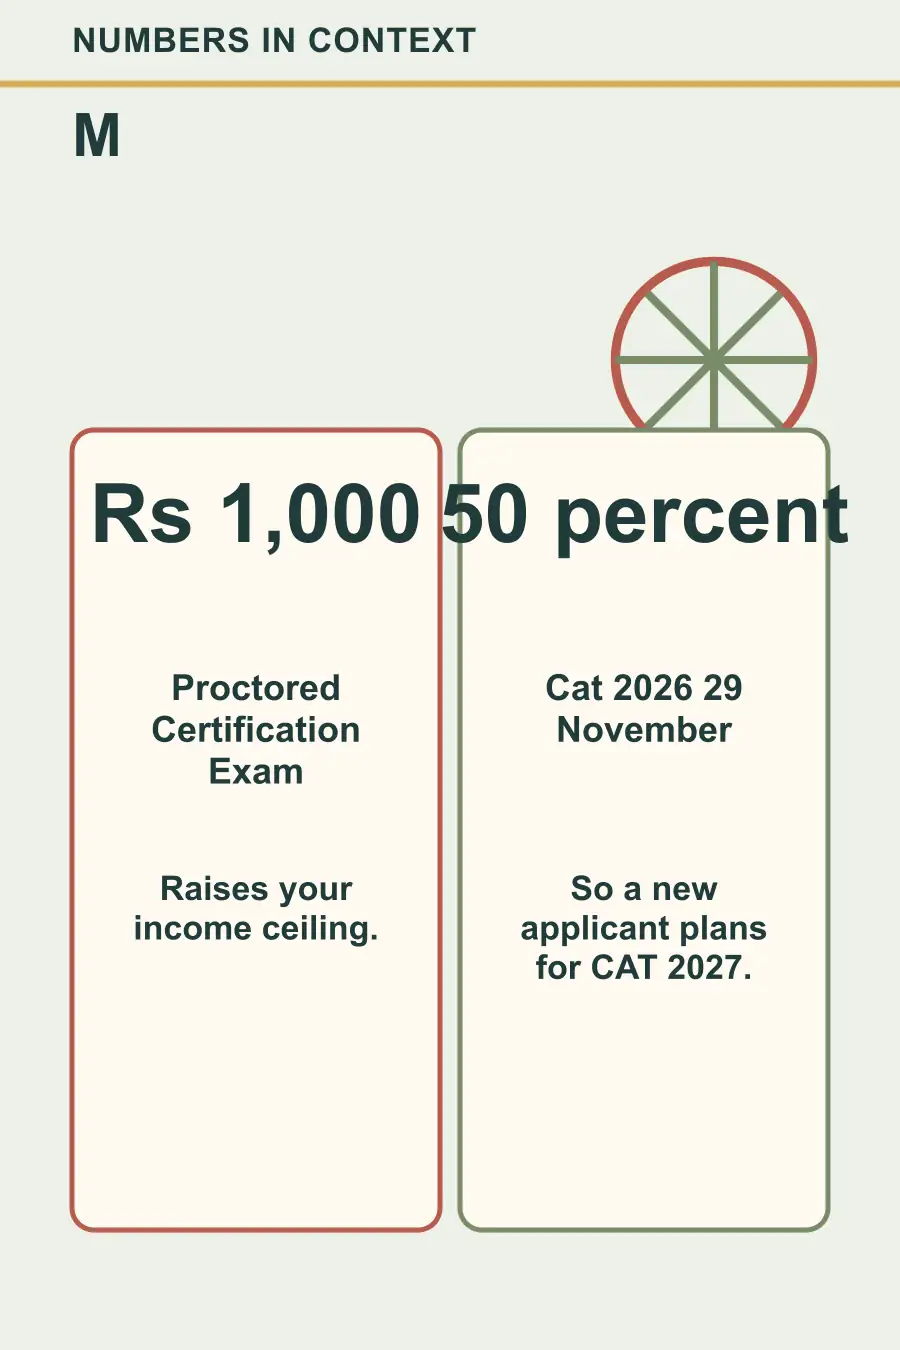 NUMBERS IN CONTEXT
M
Rs 1,000
Proctored
Certification
Exam
Raises your
income ceiling.
50 percent
Cat 2026 29
November
So a new
applicant plans
for CAT 2027.